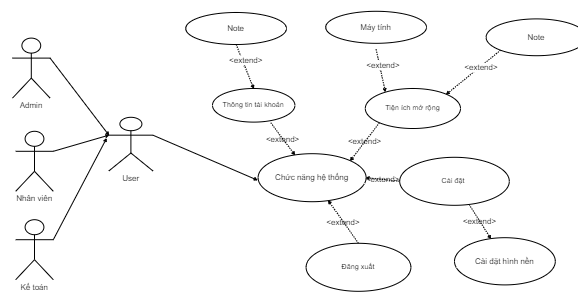 Note
Máy tính
Note
<extend>
<extend>
<extend>
Admin
Thông tin tài khoản
Tiện ích mở rộng
<extend>
<extend>
User
Chức năng hệ thống
<extend>
Cài đặt
Nhân viên
<extend>
<extend>
Đăng xuất
Cài đặt hình nền
Kế toán